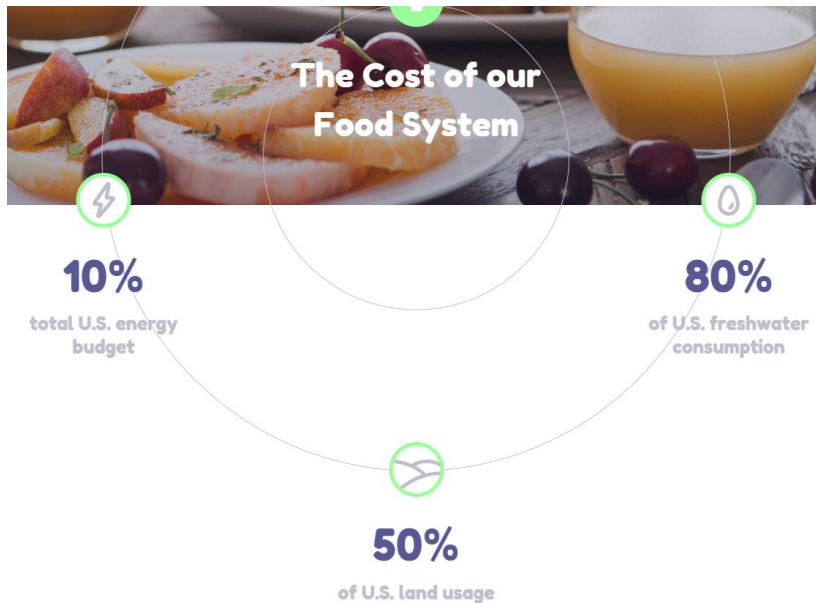 The Cost of our
Food System
10%
total U.S. energy
budget
80%
of U.S. freshwater
consumption
50%
of U.S. land usage